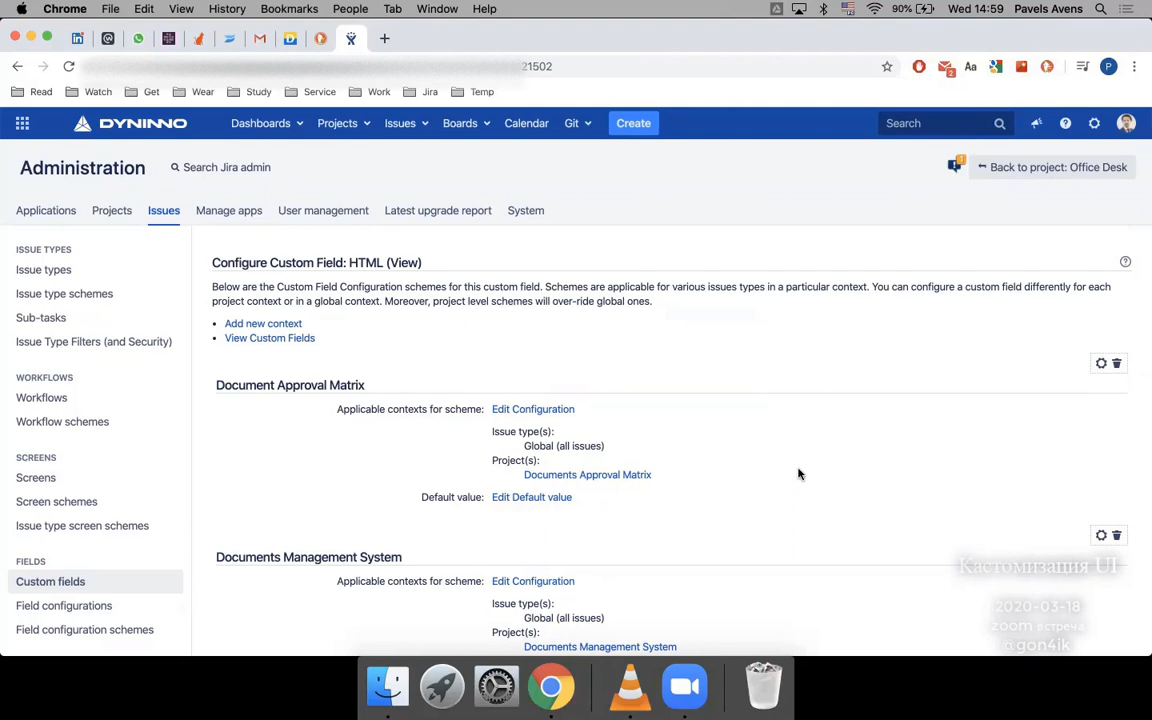 Chrome File Edit View History Bookmarks People Tab Window Help 90% Wed 14:59 Pavels Avens
21502
Read Watch Get Wear Study Service Work Jira Temp
DYNINNO Dashboards Projects Issues Boards Calendar Git Create Search
Administration Search Jira admin Back to project: Office Desk
Applications Projects Issues Manage apps User management Latest upgrade report System
ISSUE TYPES
Issue types
Issue type schemes
Sub-tasks
Issue Type Filters (and Security)
WORKFLOWS
Workflows
Workflow schemes
SCREENS
Screens
Screen schemes
Issue type screen schemes
FIELDS
Custom fields
Field configurations
Field configuration schemes
Configure Custom Field: HTML (View)
Below are the Custom Field Configuration schemes for this custom field. Schemes are applicable for various issues types in a particular context. You can configure a custom field differently for each
project context or in a global context. Moreover, project level schemes will over-ride global ones.
• Add new context
• View Custom Fields
Document Approval Matrix
Applicable contexts for scheme: Edit Configuration
Issue type(s):
Global (all issues)
Project(s):
Documents Approval Matrix
Default value: Edit Default value
Documents Management System
Applicable contexts for scheme: Edit Configuration
Issue type(s):
Global (all issues)
Project(s):
Documents Management System
Кастомизация UI
2020-03-18
zoom встреча
@gon4ik